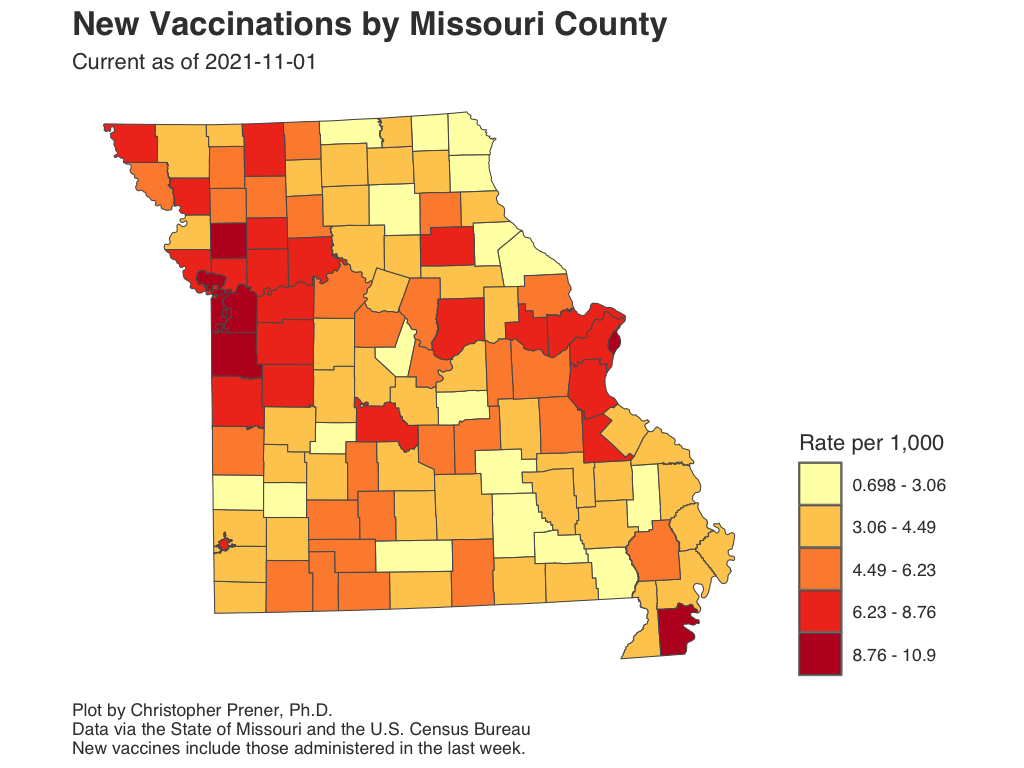 New Vaccinations by Missouri County
Current as of 2021-11-01
Rate per 1,000
0.698 - 3.06
3.06 - 4.49
4.49 - 6.23
6.23 - 8.76
8.76 - 10.9
Plot by Christopher Prener, Ph.D.
Data via the State of Missouri and the U.S. Census Bureau
New vaccines include those administered in the last week.